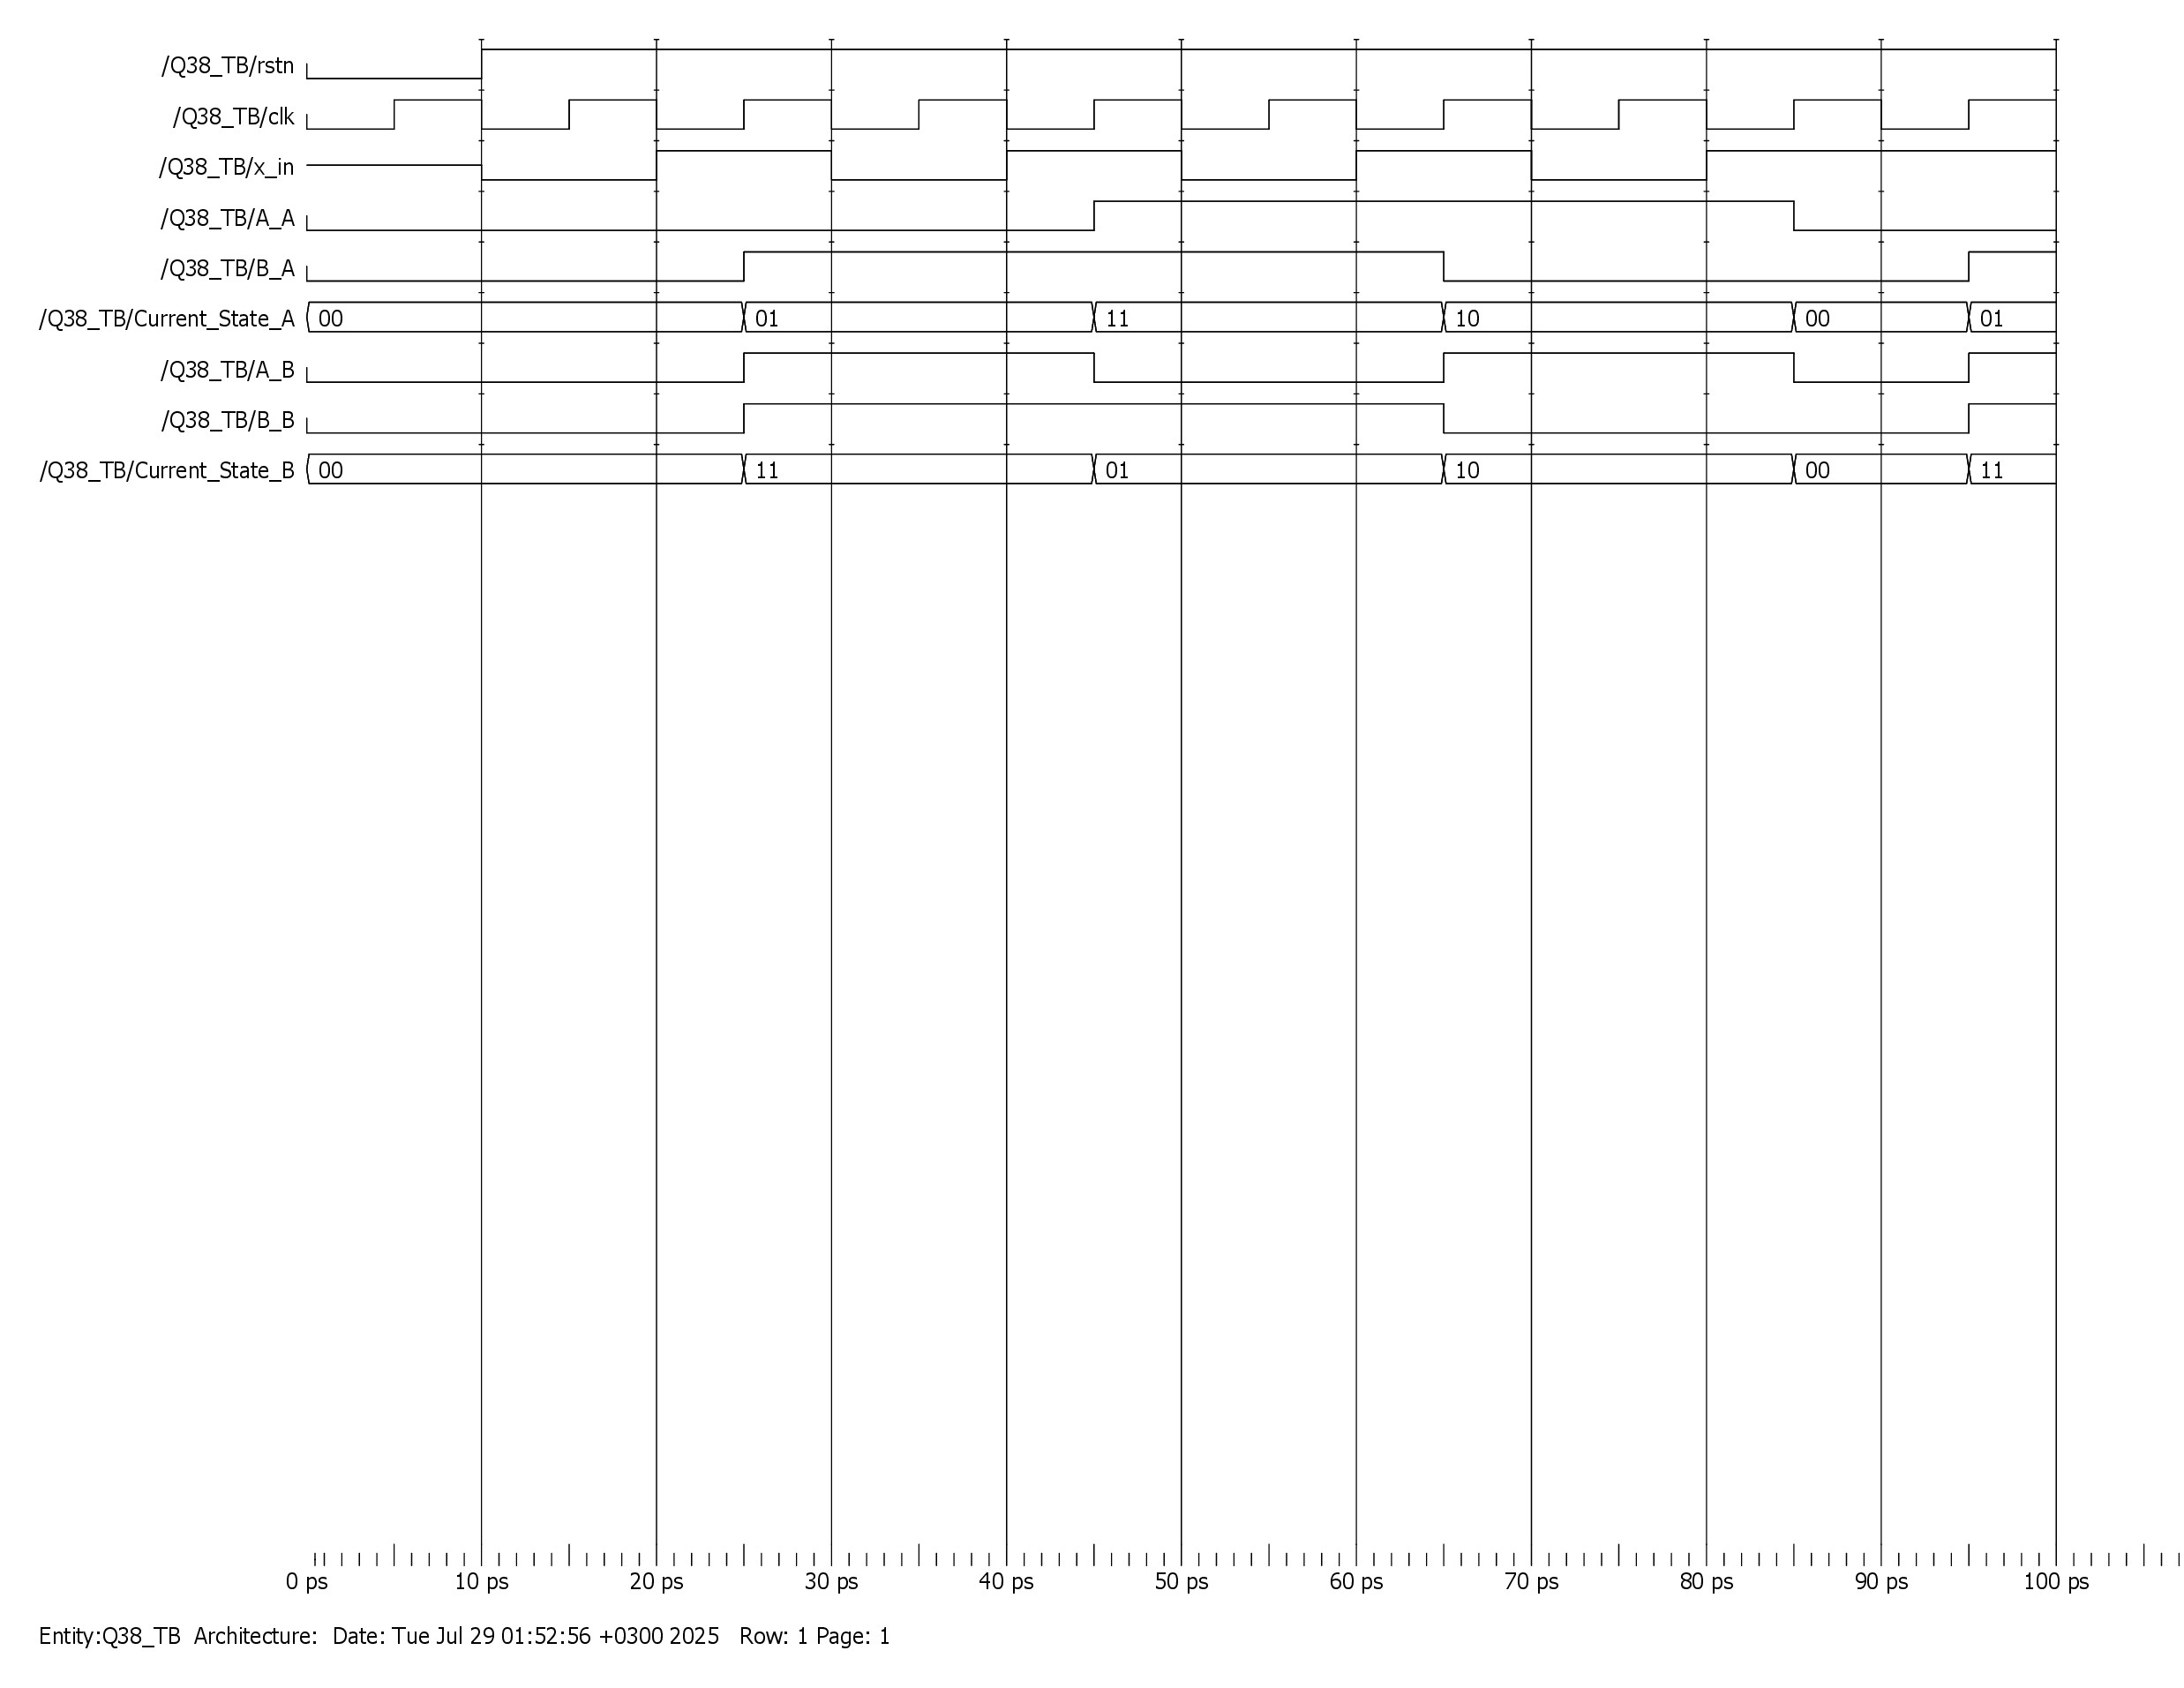 /Q38_TB/rstn
/Q38_TB/clk
/Q38_TB/x_in
/Q38_TB/A_A
/Q38_TB/B_A
/Q38_TB/Current_State_A 00 01 11 10 00 01
/Q38_TB/A_B
/Q38_TB/B_B
/Q38_TB/Current_State_B 00 11 01 10 00 11
0 ps 10 ps 20 ps 30 ps 40 ps 50 ps 60 ps 70 ps 80 ps 90 ps 100 ps
Entity:Q38_TB Architecture: Date: Tue Jul 29 01:52:56 +0300 2025 Row: 1 Page: 1